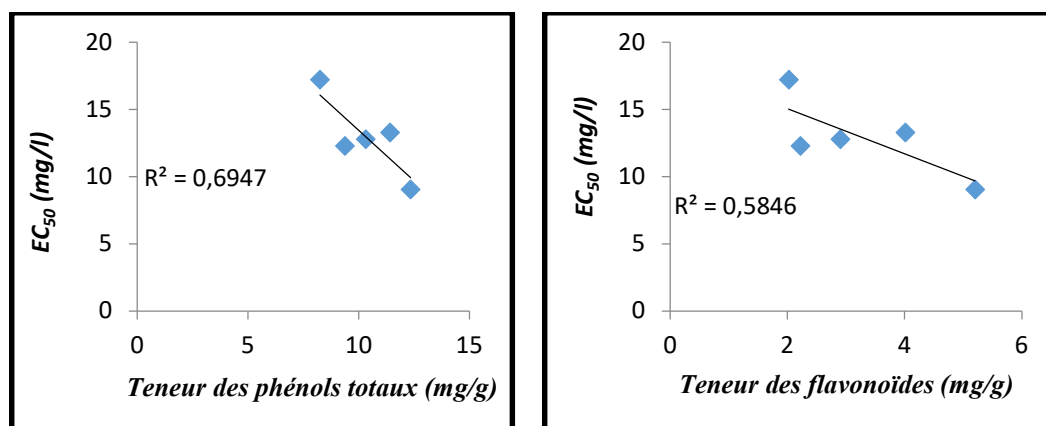 20
15
10
5
0
EC50 (mg/l)
R² = 0,6947
0 5 10 15
Teneur des phénols totaux (mg/g)
20
15
10
5
0
EC50 (mg/l)
R² = 0,5846
0 2 4 6
Teneur des flavonoïdes (mg/g)